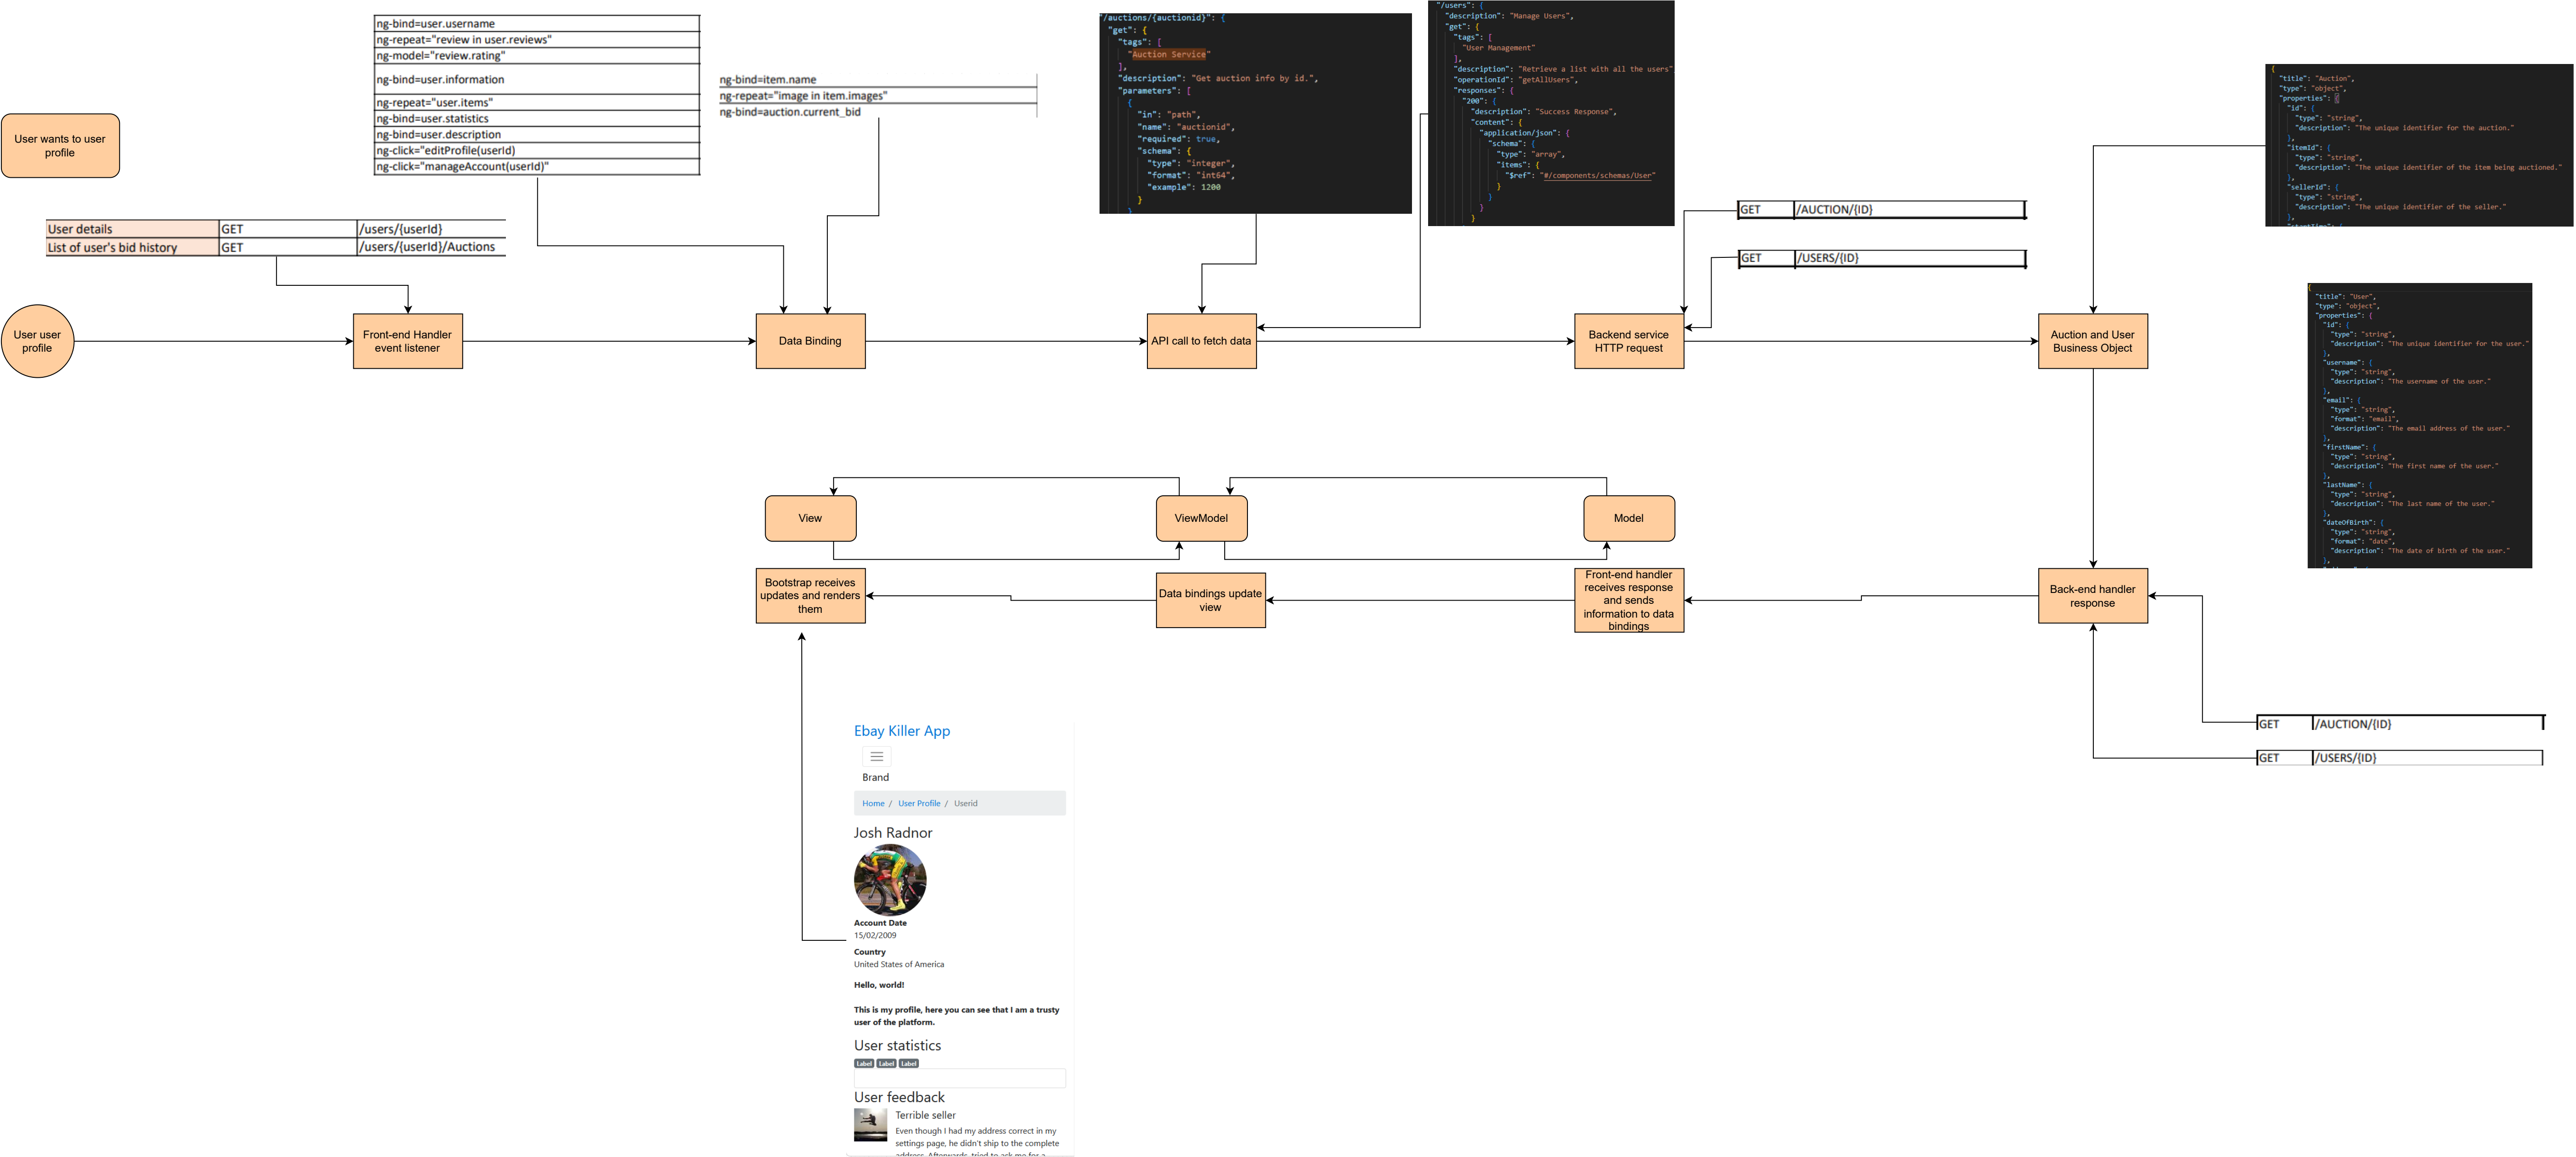 User wants to user
profile
User details GET /users/{userId}
List of user's bid history GET /users/{userId}/Auctions
User user
profile
Front-end Handler
event listener
ng-bind=user.username
ng-repeat="review in user.reviews"
ng-model="review.rating"
ng-bind=user.information
ng-repeat="user.items"
ng-bind=user.statistics
ng-bind=user.description
ng-click="editProfile(userId)
ng-click="manageAccount(userId)"
ng-bind=item.name
ng-repeat="image in item.images"
ng-bind=auction.current_bid
Data Binding
"/auctions/{auctionid}": {
"get": {
"tags": [
"Auction Service"
],
"description": "Get auction info by id.",
"parameters": [
{
"in": "path",
"name": "auctionid",
"required": true,
"schema": {
"type": "integer",
"format": "int64",
"example": 1200
}
}
API call to fetch data
"/users": {
"description": "Manage Users",
"get": {
"tags": [
"User Management"
],
"description": "Retrieve a list with all the users"
"operationId": "getAllUsers",
"responses": {
"200": {
"description": "Success Response",
"content": {
"application/json": {
"schema": {
"type": "array",
"items": {
"$ref": "#/components/schemas/User"
}
}
}
}
GET /AUCTION/{ID}
GET /USERS/{ID}
Backend service
HTTP request
{
"title": "Auction",
"type": "object",
"properties": {
"id": {
"type": "string",
"description": "The unique identifier for the auction."
},
"itemId": {
"type": "string",
"description": "The unique identifier of the item being auctioned."
},
"sellerId": {
"type": "string",
"description": "The unique identifier of the seller."
},
Auction and User
Business Object
{
"title": "User",
"type": "object",
"properties": {
"id": {
"type": "string",
"description": "The unique identifier for the user."
},
"username": {
"type": "string",
"description": "The username of the user."
},
"email": {
"type": "string",
"format": "email",
"description": "The email address of the user."
},
"firstName": {
"type": "string",
"description": "The first name of the user."
},
"lastName": {
"type": "string",
"description": "The last name of the user."
},
"dateOfBirth": {
"type": "string",
"format": "date",
"description": "The date of birth of the user."
},
View
ViewModel
Model
Bootstrap receives
updates and renders
them
Data bindings update
view
Front-end handler
receives response
and sends
information to data
bindings
Back-end handler
response
GET /AUCTION/{ID}
GET /USERS/{ID}
Ebay Killer App
Brand
Home / User Profile / Userid
Josh Radnor
Account Date
15/02/2009
Country
United States of America
Hello, world!
This is my profile, here you can see that I am a trusty
user of the platform.
User statistics
Label Label Label
User feedback
Terrible seller
Even though I had my address correct in my
settings page, he didn't ship to the complete
address. Afterwards, tried to ask me for a